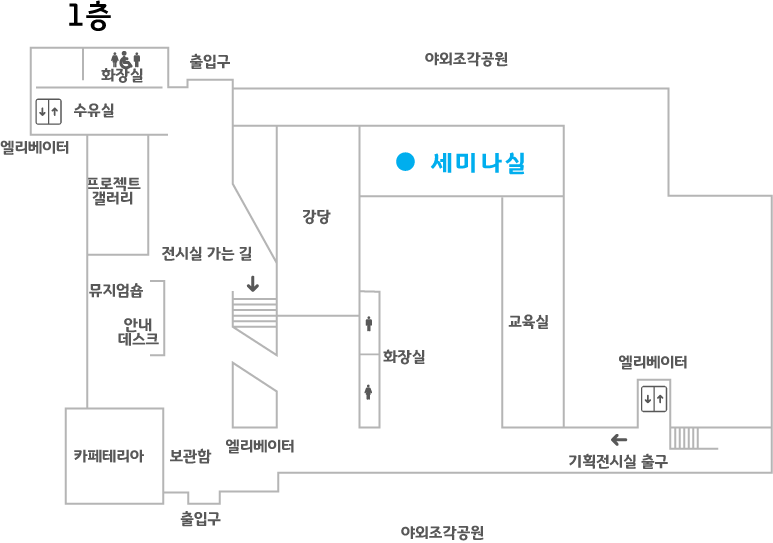 1층
출입구
야외조각공원
화장실
수유실
엘리베이터
세미나실
프로젝트
갤러리
강당
전시실 가는 길
뮤지엄숍
안내
데스크
교육실
화장실
엘리베이터
카페테리아
보관함
엘리베이터
기획전시실 출구
출입구
야외조각공원